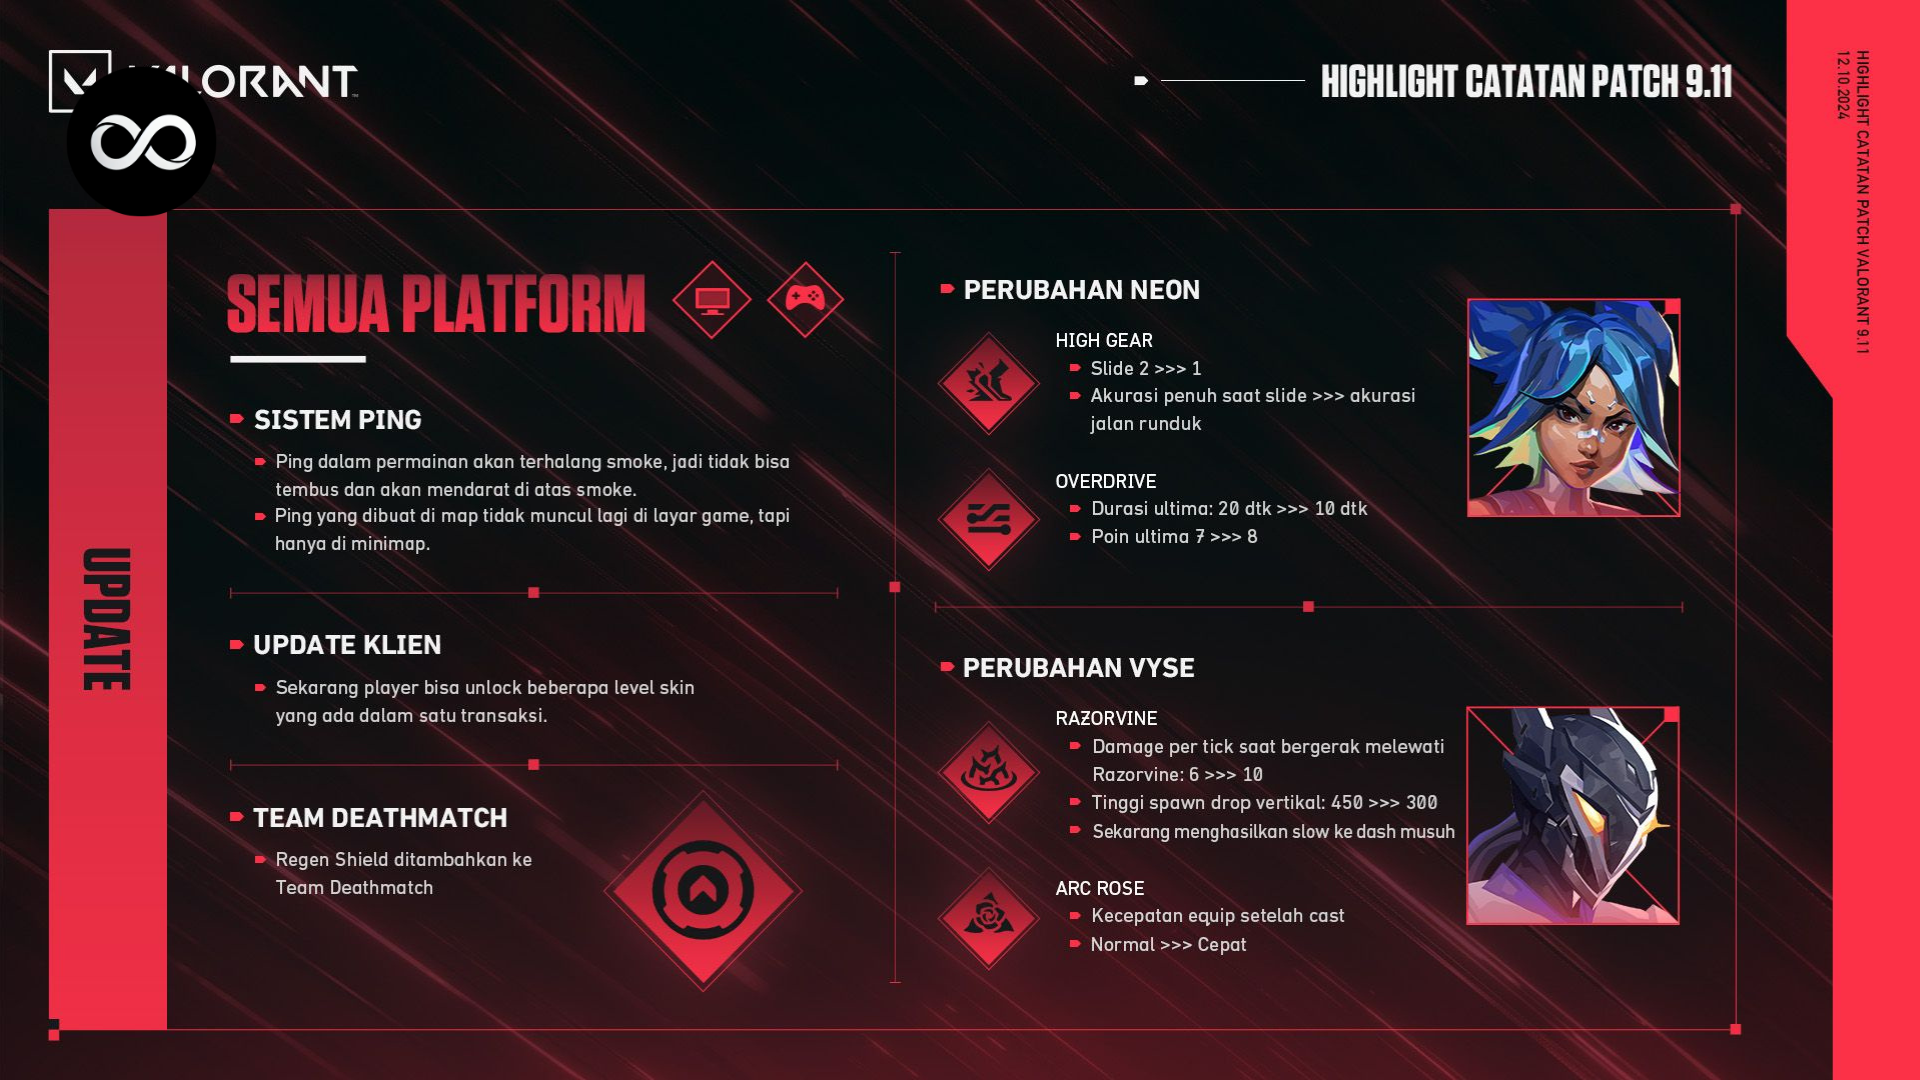 VALORANT
HIGHLIGHT CATATAN PATCH 9.11
HIGHLIGHT CATATAN PATCH VALORANT 9.11
12.10.2024
UPDATE
SEMUA PLATFORM
SISTEM PING
Ping dalam permainan akan terhalang smoke, jadi tidak bisa
tembus dan akan mendarat di atas smoke.
Ping yang dibuat di map tidak muncul lagi di layar game, tapi
hanya di minimap.
UPDATE KLIEN
Sekarang player bisa unlock beberapa level skin
yang ada dalam satu transaksi.
TEAM DEATHMATCH
Regen Shield ditambahkan ke
Team Deathmatch
PERUBAHAN NEON
HIGH GEAR
Slide 2 >>> 1
Akurasi penuh saat slide >>> akurasi
jalan runduk
OVERDRIVE
Durasi ultima: 20 dtk >>> 10 dtk
Poin ultima 7 >>> 8
PERUBAHAN VYSE
RAZORVINE
Damage per tick saat bergerak melewati
Razorvine: 6 >>> 10
Tinggi spawn drop vertikal: 450 >>> 300
Sekarang menghasilkan slow ke dash musuh
ARC ROSE
Kecepatan equip setelah cast
Normal >>> Cepat